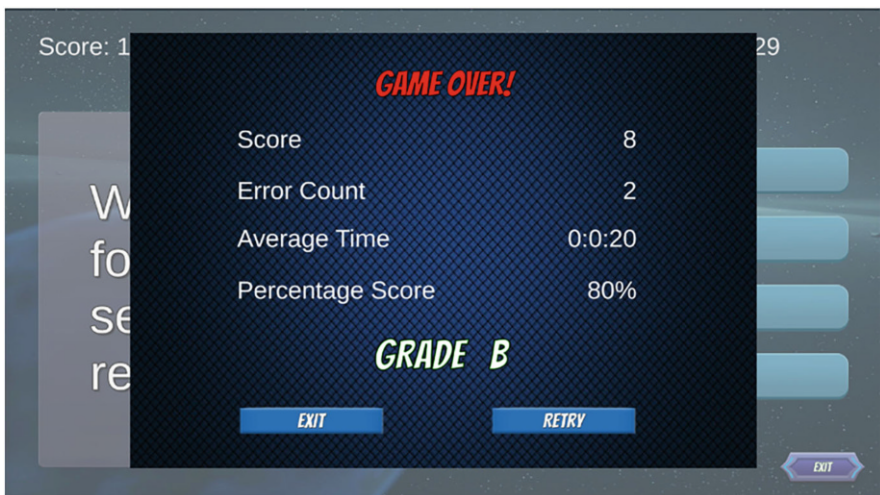 Score: 1
29
GAME OVER!
Score 8
Error Count 2
Average Time 0:0:20
Percentage Score 80%
GRADE B
EXIT RETRY
W
fo
se
re
EXIT